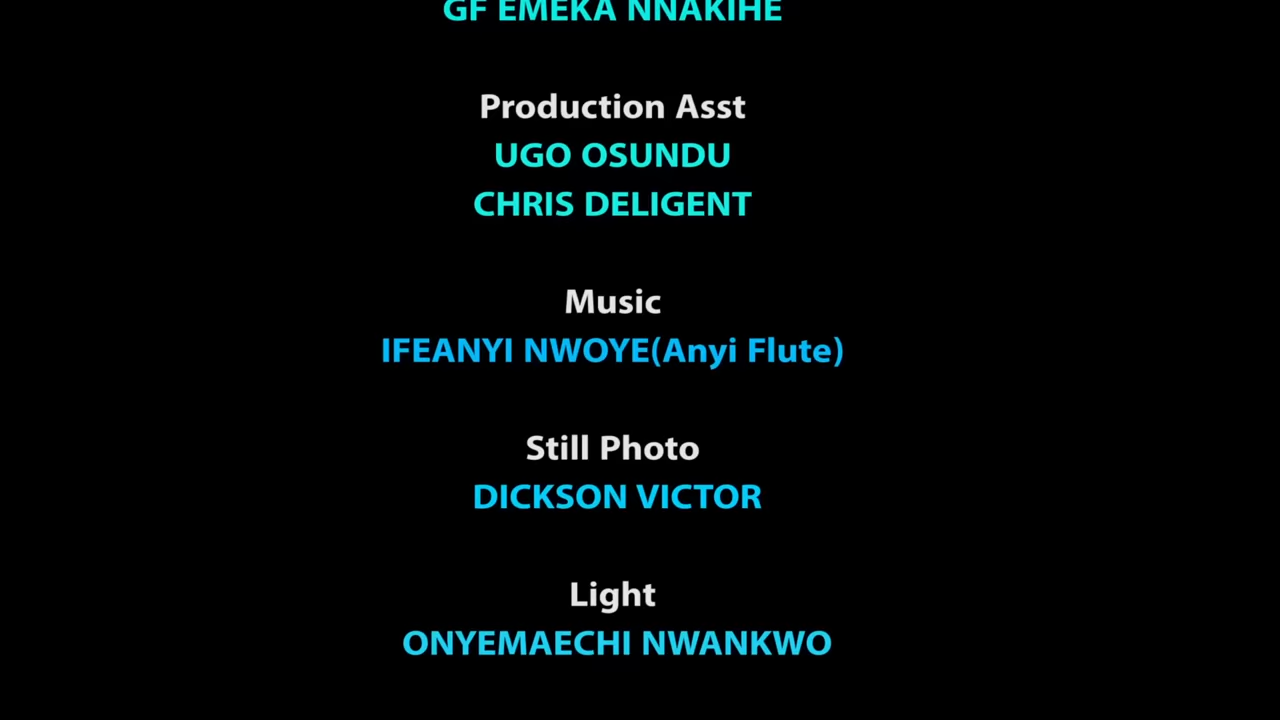 GF EMEKA NNAKIHE
Production Asst
UGO OSUNDU
CHRIS DELIGENT
Music
IFEANYI NWOYE(Anyi Flute)
Still Photo
DICKSON VICTOR
Light
ONYEMAECHI NWANKWO